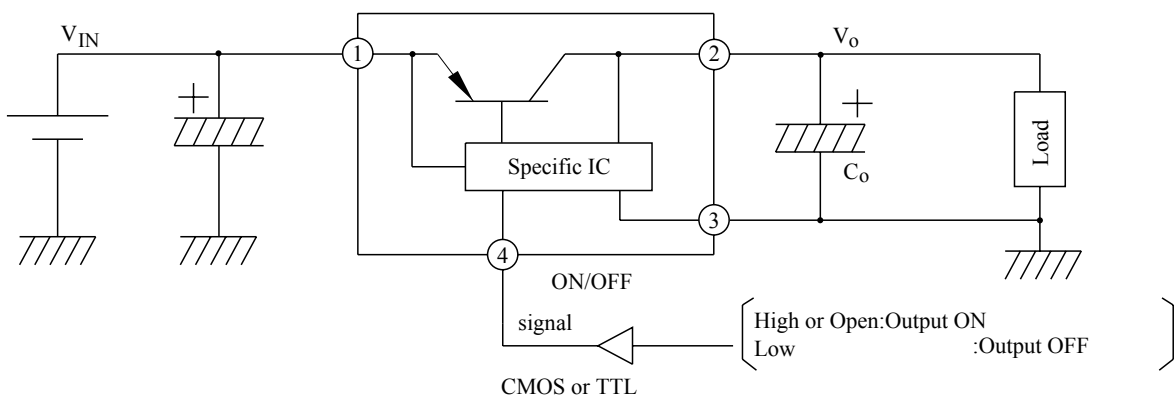 V_IN
1
2
V_o
+
+
Specific IC
C_o
Load
3
4
ON/OFF
signal
High or Open:Output ON
Low :Output OFF
CMOS or TTL